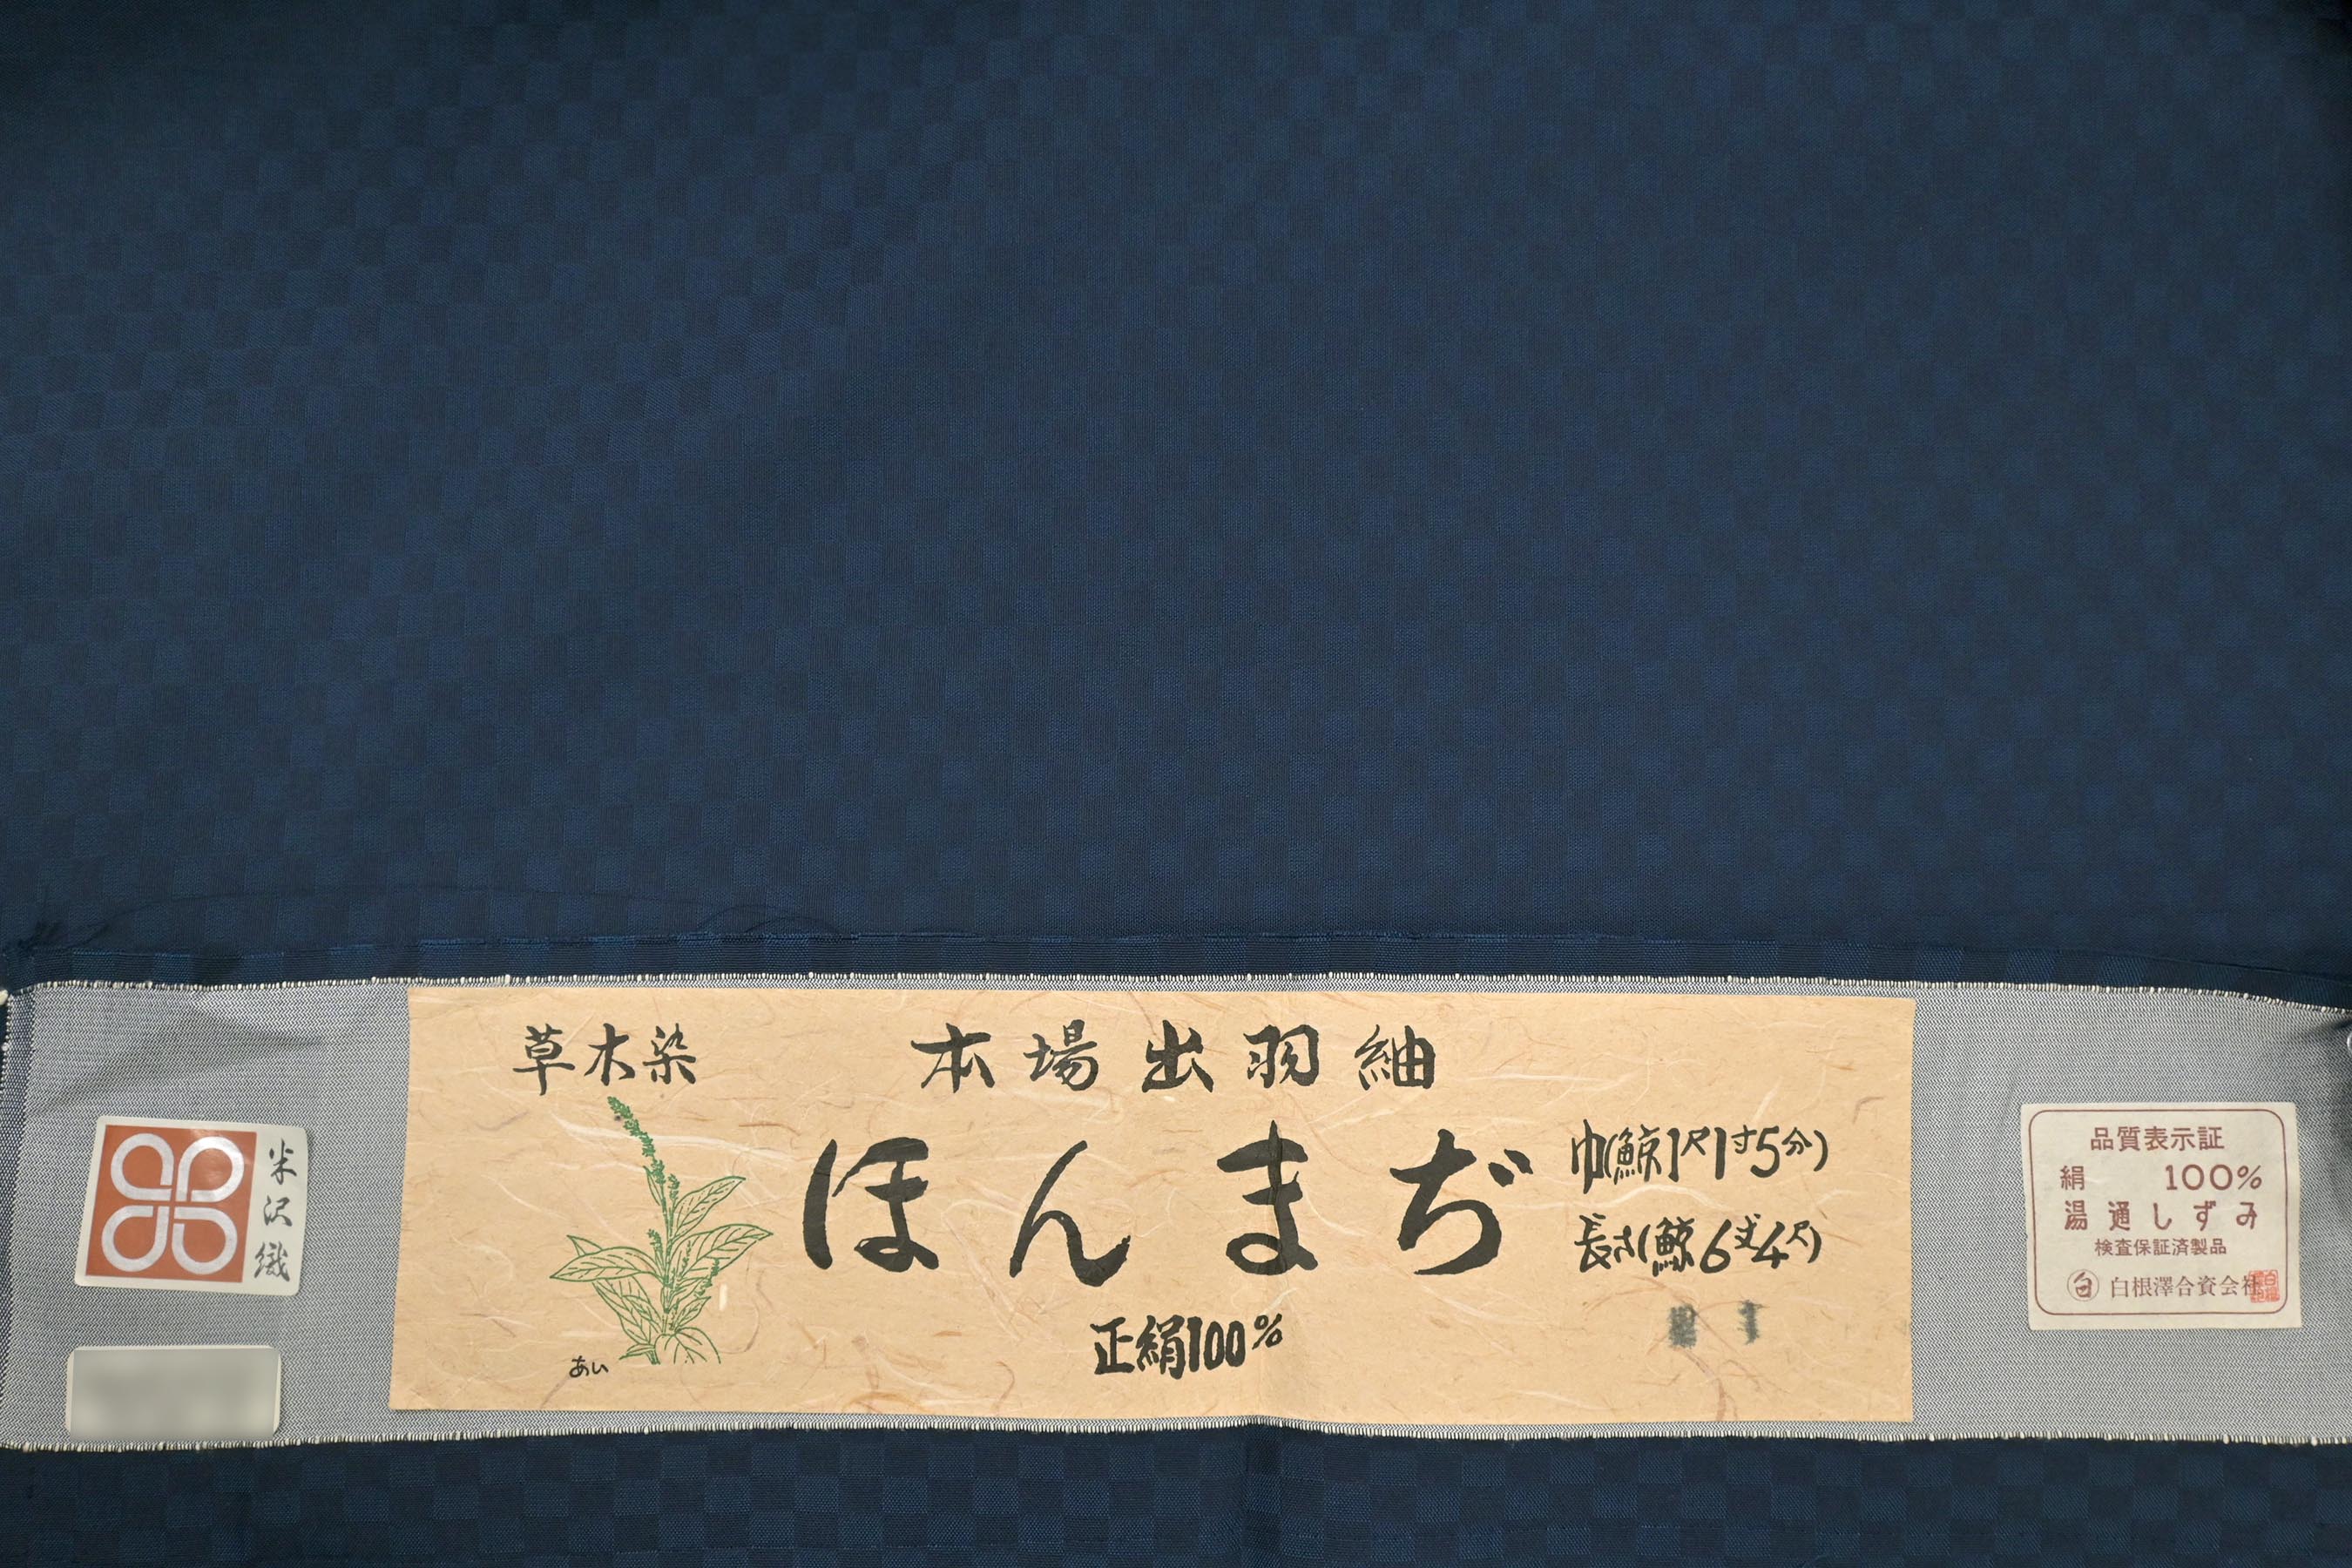 草木染
本場出羽紬
ほんまぢ
巾(鯨1尺1寸5分)
長さ(鯨6丈4尺)
正絹100%
あい
米沢織
品質表示証
絹 100%
湯通しずみ
検査保証済製品
白根澤合資会社